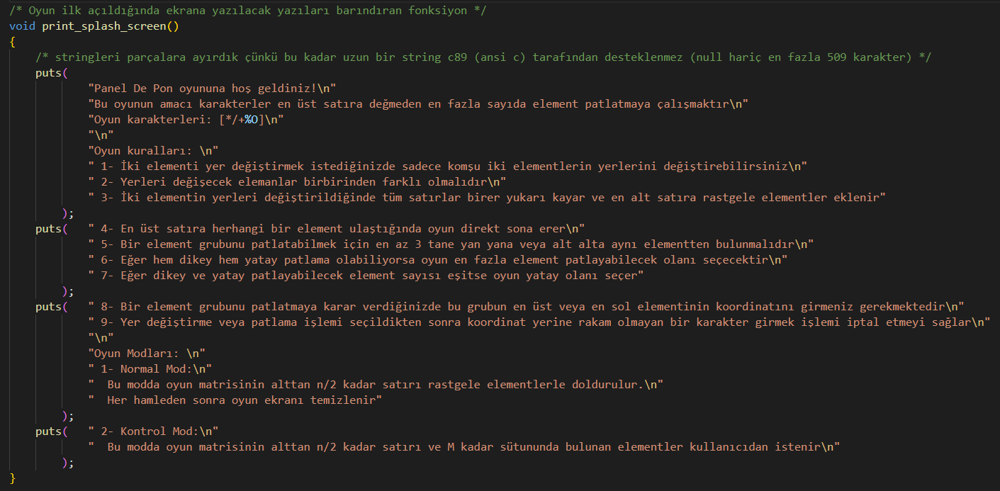 /* Oyun ilk açıldığında ekrana yazılacak yazıları barındıran fonksiyon */
void print_splash_screen()
{
    /* stringleri parçalara ayırdık çünkü bu kadar uzun bir string c89 (ansi c) tarafından desteklenmez (null hariç en fazla 509 karakter) */
    puts(
            "Panel De Pon oyununa hoş geldiniz!\n"
            "Bu oyunun amacı karakterler en üst satıra değmeden en fazla sayıda element patlatmaya çalışmaktır\n"
            "Oyun karakterleri: [*/+%O]\n"
            "\n"
            "Oyun kuralları: \n"
            " 1- İki elementi yer değiştirmek istediğinizde sadece komşu iki elementlerin yerlerini değiştirebilirsiniz\n"
            " 2- Yerleri değişecek elemanlar birbirinden farklı olmalıdır\n"
            " 3- İki elementin yerleri değiştirildiğinde tüm satırlar birer yukarı kayar ve en alt satıra rastgele elementler eklenir"
        );
    puts(   " 4- En üst satıra herhangi bir element ulaştığında oyun direkt sona erer\n"
            " 5- Bir element grubunu patlatabilmek için en az 3 tane yan yana veya alt alta aynı elementten bulunmalıdır\n"
            " 6- Eğer hem dikey hem yatay patlama olabiliyorsa oyun en fazla element patlayabilecek olanı seçecektir\n"
            " 7- Eğer dikey ve yatay patlayabilecek element sayısı eşitse oyun yatay olanı seçer"
        );
    puts(   " 8- Bir element grubunu patlatmaya karar verdiğinizde bu grubun en üst veya en sol elementinin koordinatını girmeniz gerekmektedir\n"
            " 9- Yer değiştirme veya patlama işlemi seçildikten sonra koordinat yerine rakam olmayan bir karakter girmek işlemi iptal etmeyi sağlar\n"
            "\n"
            "Oyun Modları: \n"
            " 1- Normal Mod:\n"
            "  Bu modda oyun matrisinin alttan n/2 kadar satırı rastgele elementlerle doldurulur.\n"
            "  Her hamleden sonra oyun ekranı temizlenir"
        );
    puts(   " 2- Kontrol Mod:\n"
            "  Bu modda oyun matrisinin alttan n/2 kadar satırı ve M kadar sütununda bulunan elementler kullanıcıdan istenir\n"
        );
}